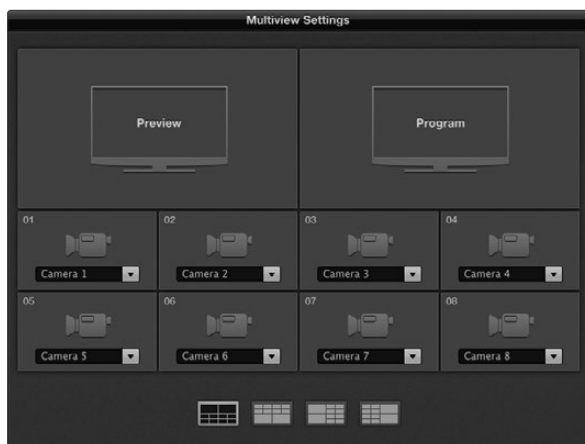 Multiview Settings
Preview
Program
01
02
03
04
Camera 1
Camera 2
Camera 3
Camera 4
05
06
07
08
Camera 5
Camera 6
Camera 7
Camera 8